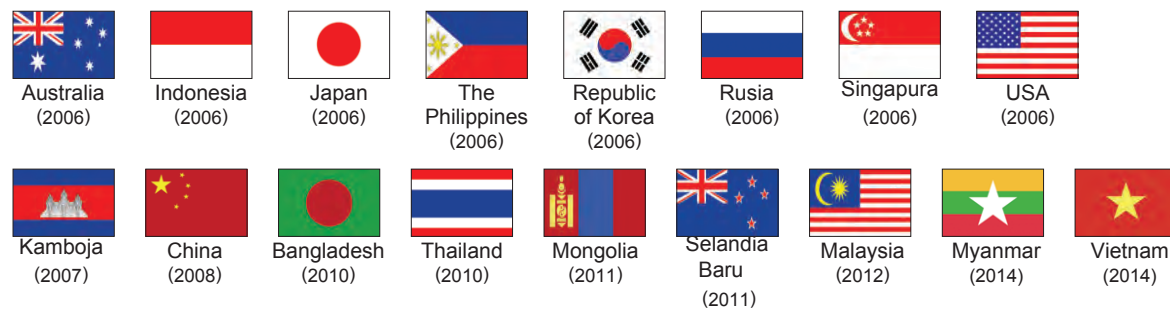 Australia
(2006)
Indonesia
(2006)
Japan
(2006)
The
Philippines
(2006)
Republic
of Korea
(2006)
Rusia
(2006)
Singapura
(2006)
USA
(2006)
Kamboja
(2007)
China
(2008)
Bangladesh
(2010)
Thailand
(2010)
Mongolia
(2011)
Selandia
Baru
(2011)
Malaysia
(2012)
Myanmar
(2014)
Vietnam
(2014)